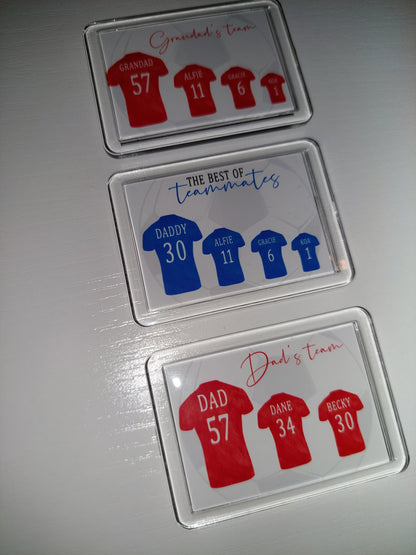 Grandad's team
GRANDAD ALFIE GRACIE KOA
57 11 6 1
THE BEST OF
teammates
DADDY ALFIE GRACIE KOA
30 11 6 1
Dad's team
DAD DANE BECKY
57 34 30